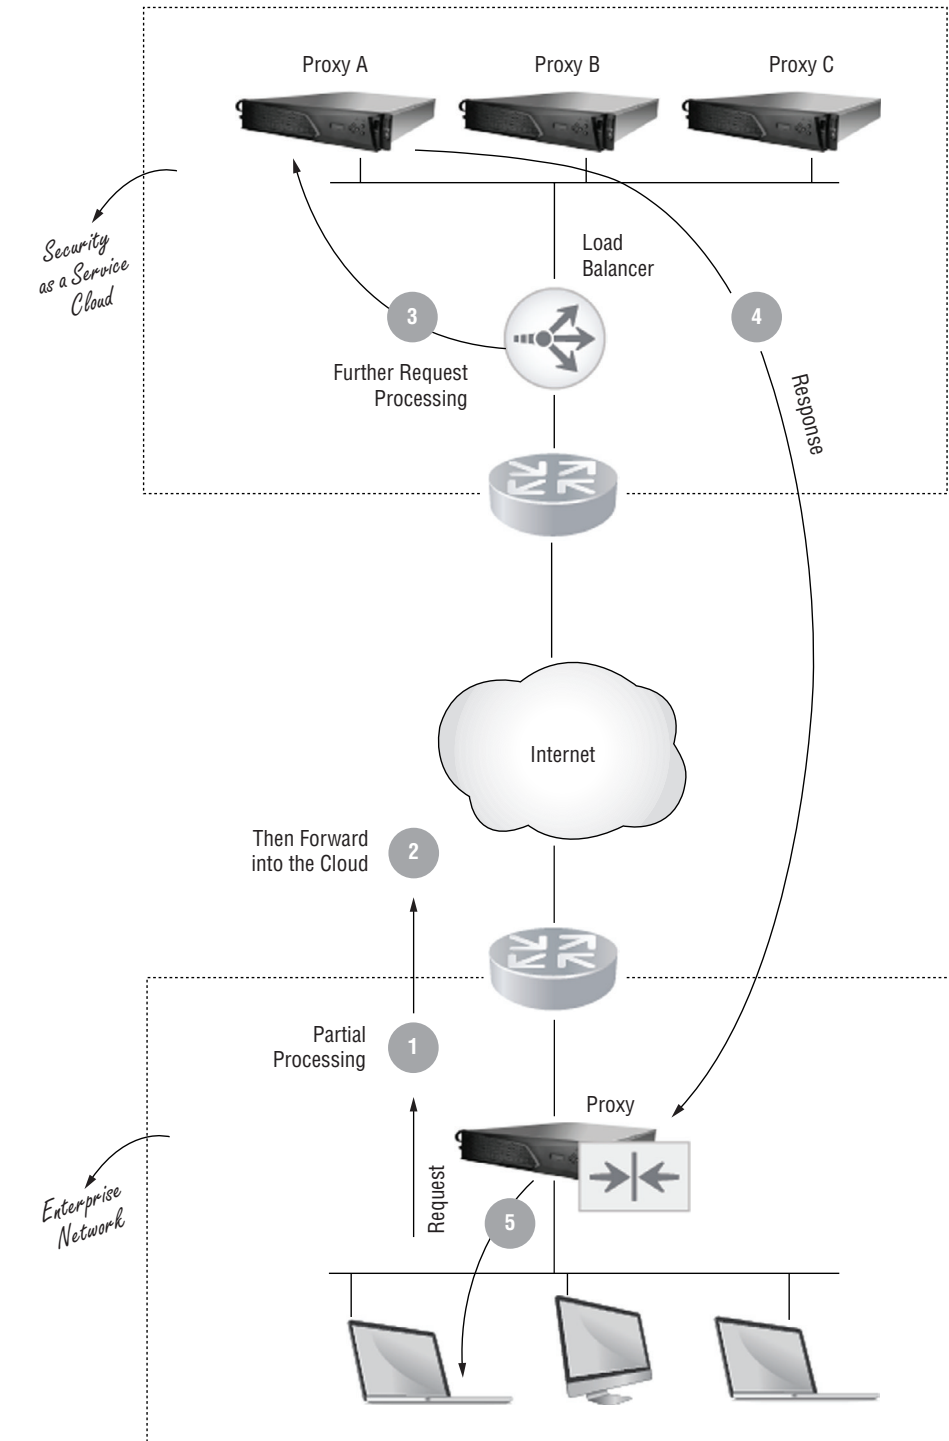 Proxy A
Proxy B
Proxy C
Load
Balancer
Security
as a Service
Cloud
3
4
Further Request
Processing
Response
Internet
Then Forward
into the Cloud
2
Partial
Processing
1
Proxy
Enterprise
Network
Request
5